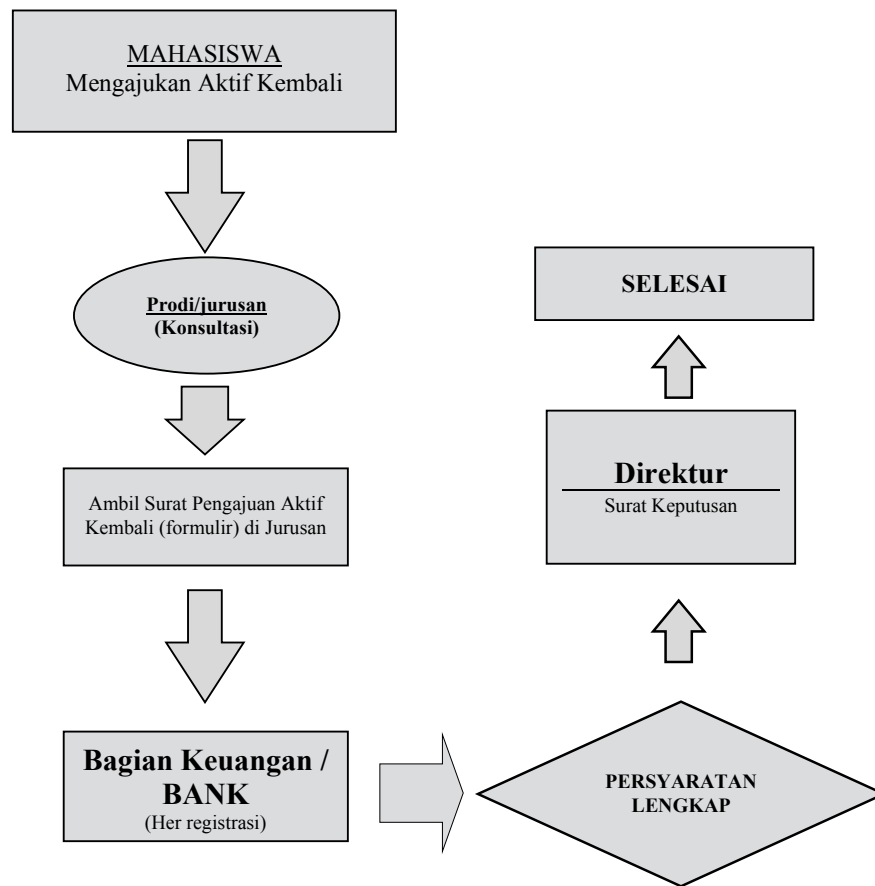 MAHASISWA
Mengajukan Aktif Kembali
Prodi/jurusan
(Konsultasi)
Ambil Surat Pengajuan Aktif
Kembali (formulir) di Jurusan
Bagian Keuangan /
BANK
(Her registrasi)
PERSYARATAN
LENGKAP
Direktur
Surat Keputusan
SELESAI